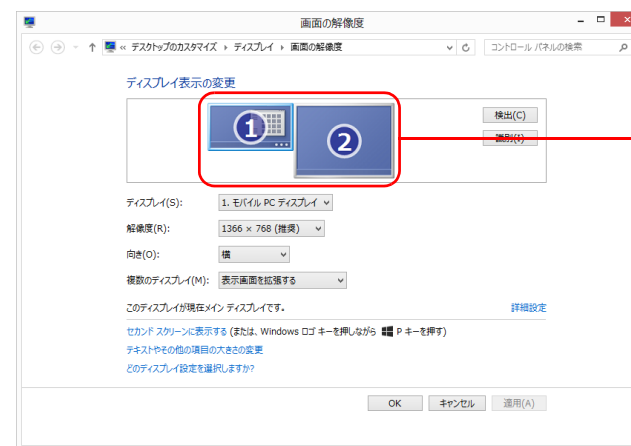 画面の解像度
« デスクトップのカスタマイズ ▸ ディスプレイ ▸ 画面の解像度
コントロール パネルの検索
ディスプレイ表示の変更
1
2
検出(C)
識別(I)
ディスプレイ(S): 1. モバイル PC ディスプレイ
解像度(R): 1366 × 768 (推奨)
向き(O): 横
複数のディスプレイ(M): 表示画面を拡張する
このディスプレイが現在メイン ディスプレイです。 詳細設定
セカンド スクリーンに表示する (または、Windows ロゴ キーを押しながら P キーを押す)
テキストやその他の項目の大きさの変更
どのディスプレイ設定を選択しますか?
OK キャンセル 適用(A)